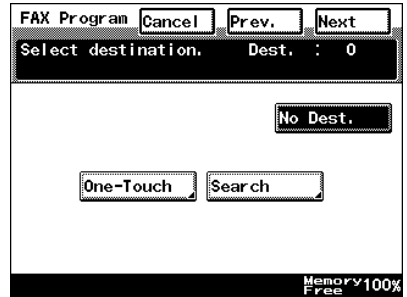 FAX Program Cancel Prev. Next
Select destination. Dest. : 0
No Dest.
One-Touch Search
Memory Free 100%